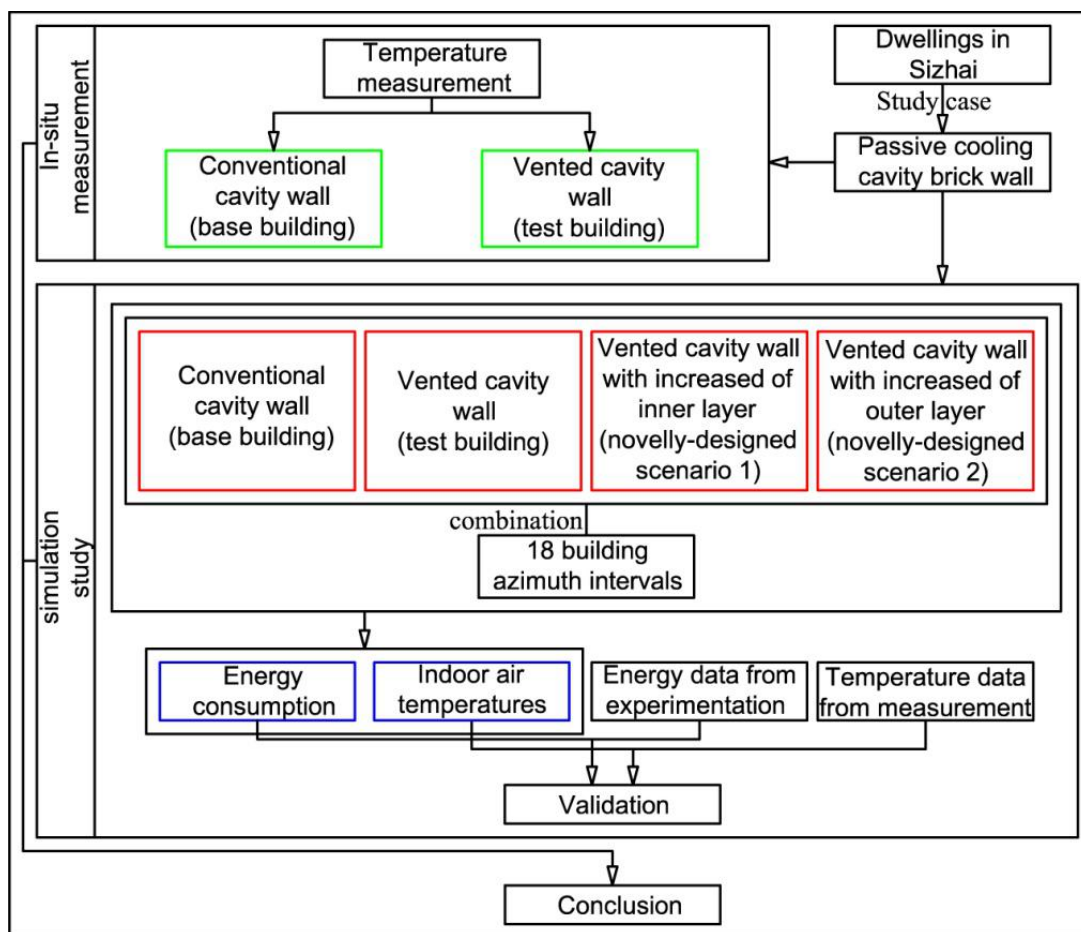 In-situ
measurement
Temperature
measurement
Conventional
cavity wall
(base building)
Vented cavity
wall
(test building)
Dwellings in
Sizhai
Study case
Passive cooling
cavity brick wall
simulation
study
Conventional
cavity wall
(base building)
Vented cavity
wall
(test building)
Vented cavity wall
with increased of
inner layer
(novelly-designed
scenario 1)
Vented cavity wall
with increased of
outer layer
(novelly-designed
scenario 2)
combination
18 building
azimuth intervals
Energy
consumption
Indoor air
temperatures
Energy data from
experimentation
Temperature data
from measurement
Validation
Conclusion